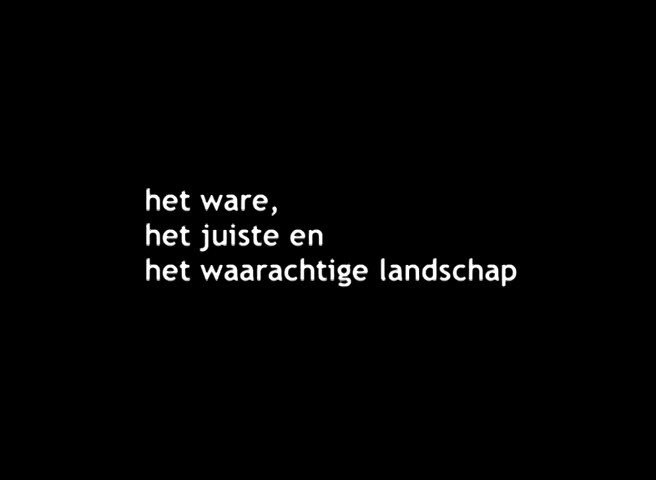 het ware,
het juiste en
het waarachtige landschap